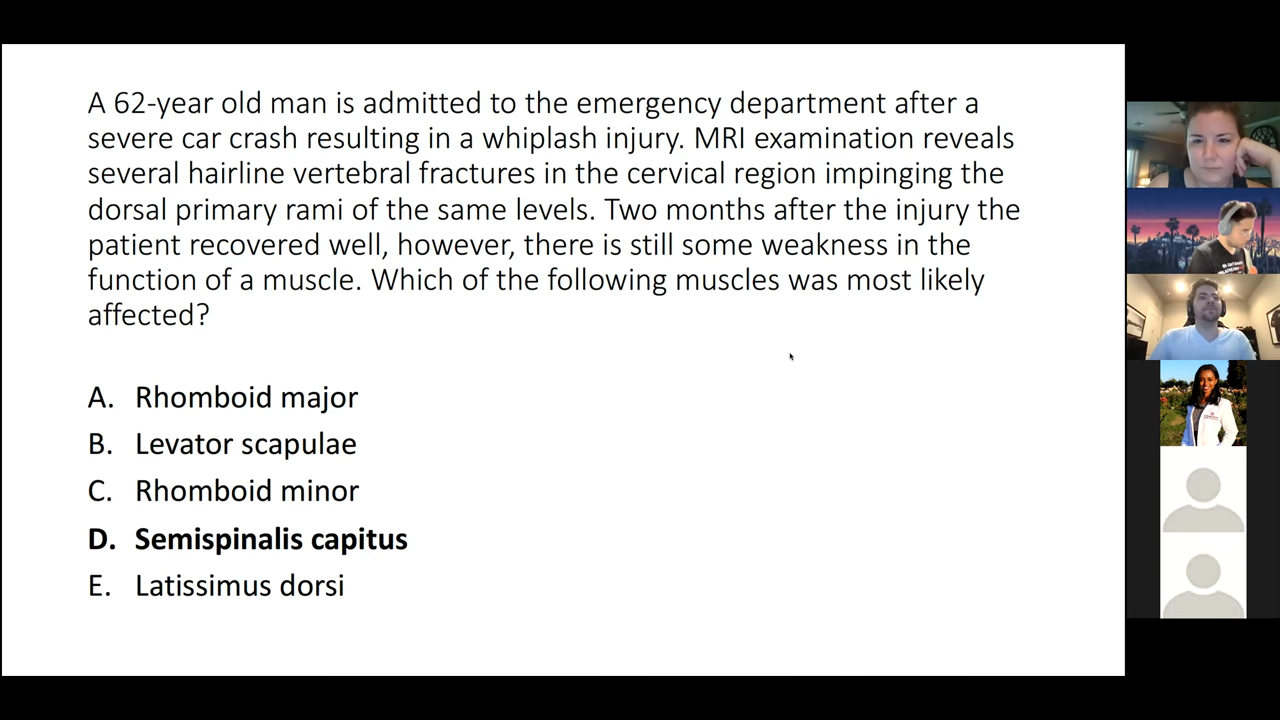 A 62-year old man is admitted to the emergency department after a
severe car crash resulting in a whiplash injury. MRI examination reveals
several hairline vertebral fractures in the cervical region impinging the
dorsal primary rami of the same levels. Two months after the injury the
patient recovered well, however, there is still some weakness in the
function of a muscle. Which of the following muscles was most likely
affected?
A. Rhomboid major
B. Levator scapulae
C. Rhomboid minor
D. Semispinalis capitus
E. Latissimus dorsi